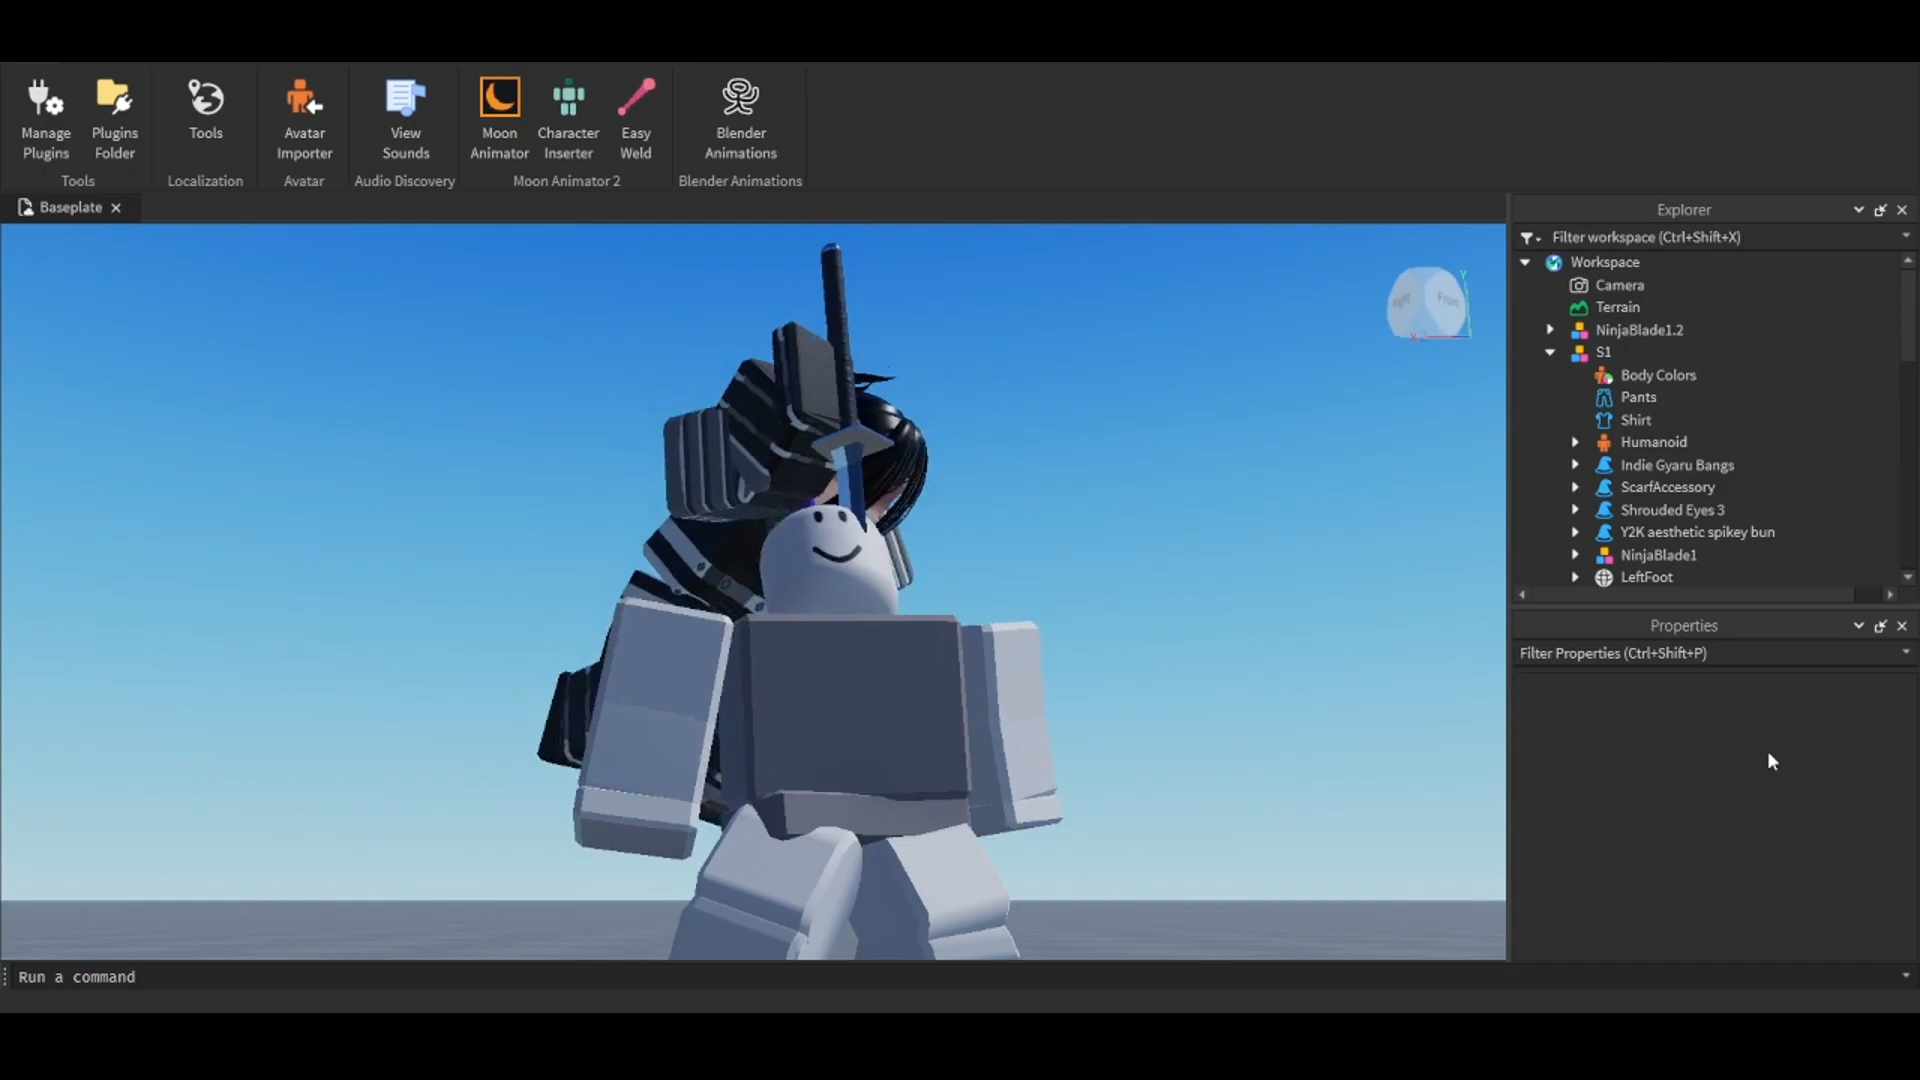 Manage Plugins
Plugins Folder
Tools
Tools
Localization
Avatar Importer
Avatar
View Sounds
Audio Discovery
Moon Animator
Character Inserter
Easy Weld
Moon Animator 2
Blender Animations
Blender Animations
Baseplate
Explorer
Filter workspace (Ctrl+Shift+X)
Workspace
Camera
Terrain
NinjaBlade1.2
S1
Body Colors
Pants
Shirt
Humanoid
Indie Gyaru Bangs
ScarfAccessory
Shrouded Eyes 3
Y2K aesthetic spikey bun
NinjaBlade1
LeftFoot
Properties
Filter Properties (Ctrl+Shift+P)
Front
Y
X
Run a command